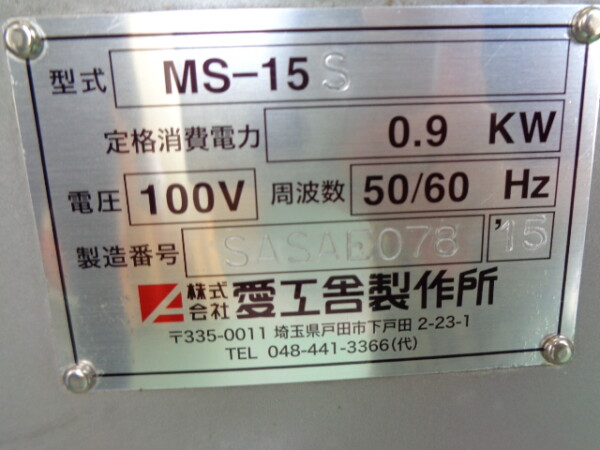 型式 MS-15 S
定格消費電力 0.9 KW
電圧 100V 周波数 50/60 Hz
製造番号 SASAE078 '15
株式会社 愛工舎製作所
〒335-0011 埼玉県戸田市下戸田 2-23-1
TEL 048-441-3366(代)